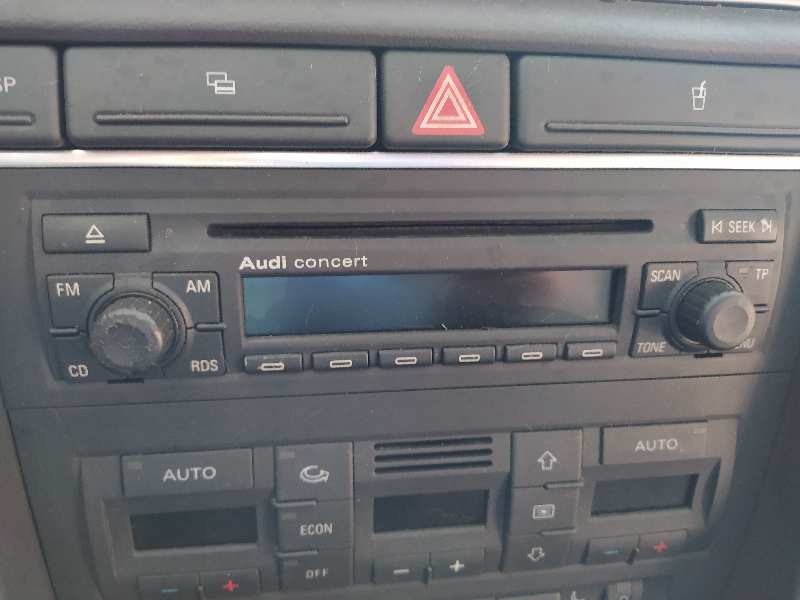 SP
SEEK
Audi concert
FM AM
SCAN TP
CD RDS
TONE
AUTO
AUTO
ECON
OFF